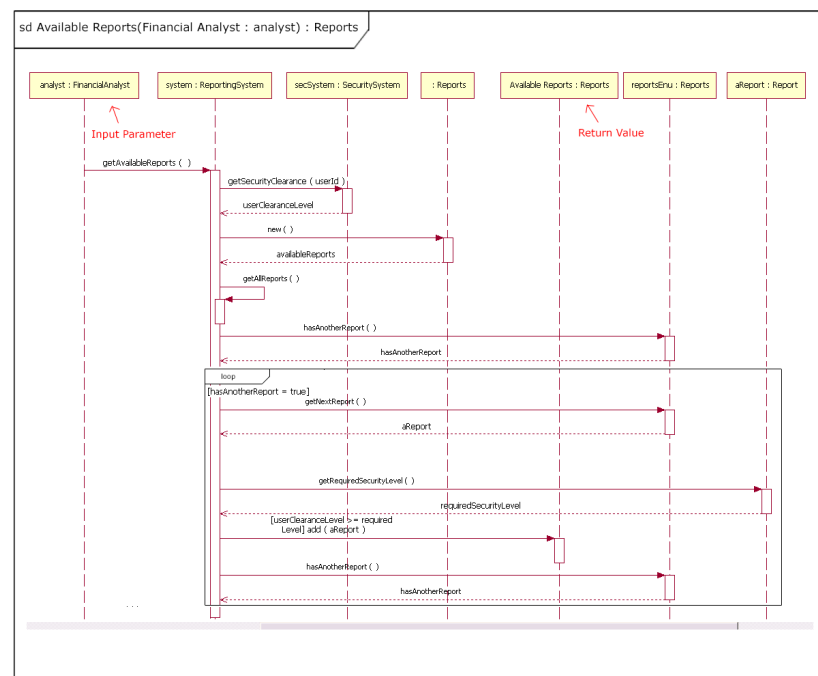 sd Available Reports(Financial Analyst : analyst) : Reports
analyst : FinancialAnalyst
system : ReportingSystem
secSystem : SecuritySystem
: Reports
Available Reports : Reports
reportsEnu : Reports
aReport : Report
Input Parameter
Return Value
getAvailableReports ( )
getSecurityClearance ( userId )
userClearanceLevel
new ( )
availableReports
getAllReports ( )
hasAnotherReport ( )
hasAnotherReport
loop
[hasAnotherReport = true]
getNextReport ( )
aReport
getRequiredSecurityLevel ( )
requiredSecurityLevel
[userClearanceLevel >= required
Level] add ( aReport )
hasAnotherReport ( )
hasAnotherReport
. . .